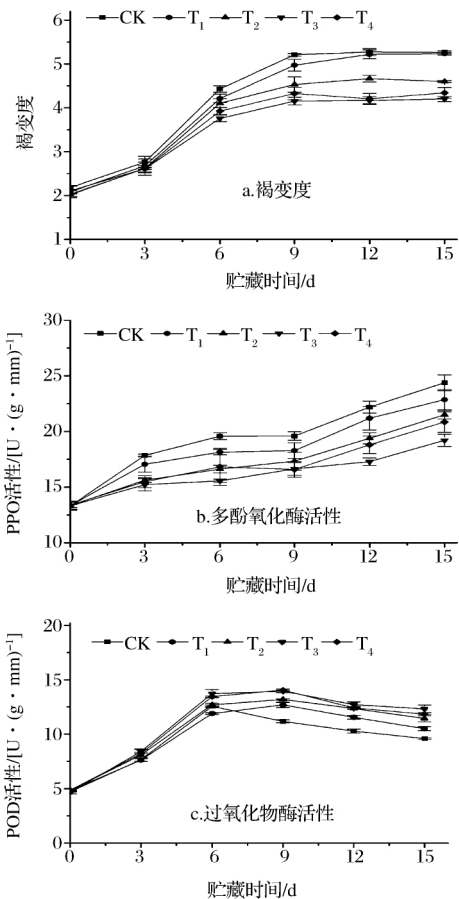 CK T₁ T₂ T₃ T₄
6
5
4
3
2
1
褐变度
a.褐变度
0 3 6 9 12 15
贮藏时间/d
30
25
20
15
10
PPO活性/[U·(g·mm)⁻¹]
CK T₁ T₂ T₃ T₄
b.多酚氧化酶活性
0 3 6 9 12 15
贮藏时间/d
20
15
10
5
0
POD活性/[U·(g·mm)⁻¹]
CK T₁ T₂ T₃ T₄
c.过氧化物酶活性
0 3 6 9 12 15
贮藏时间/d